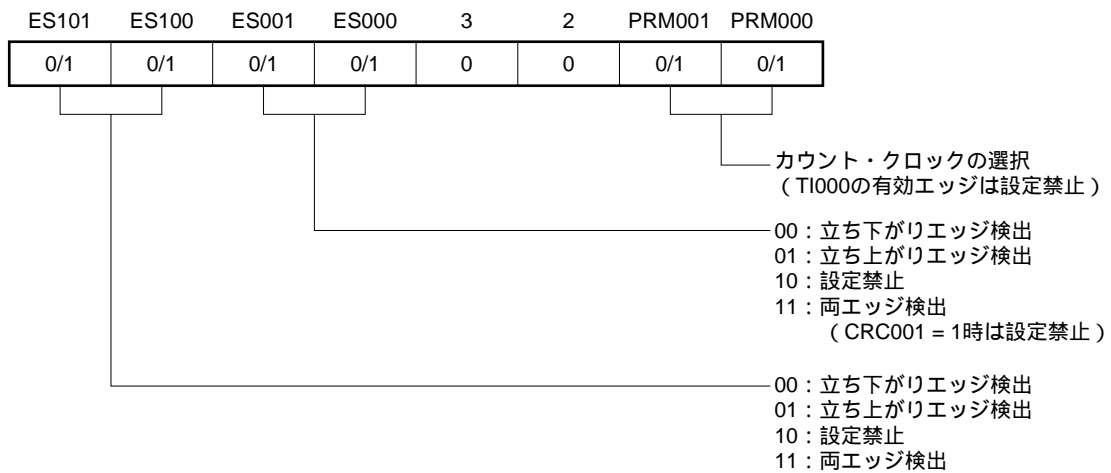 ES101 ES100 ES001 ES000 3 2 PRM001 PRM000
0/1 0/1 0/1 0/1 0 0 0/1 0/1
カウント・クロックの選択
（TI000の有効エッジは設定禁止）
00：立ち下がりエッジ検出
01：立ち上がりエッジ検出
10：設定禁止
11：両エッジ検出
（CRC001 = 1時は設定禁止）
00：立ち下がりエッジ検出
01：立ち上がりエッジ検出
10：設定禁止
11：両エッジ検出